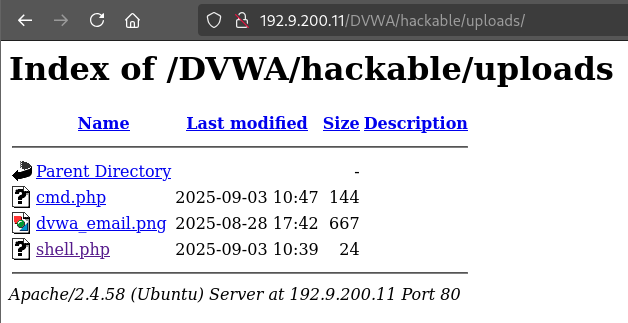 192.9.200.11/DVWA/hackable/uploads/
Index of /DVWA/hackable/uploads
Name Last modified Size Description
Parent Directory -
cmd.php 2025-09-03 10:47 144
dvwa_email.png 2025-08-28 17:42 667
shell.php 2025-09-03 10:39 24
Apache/2.4.58 (Ubuntu) Server at 192.9.200.11 Port 80